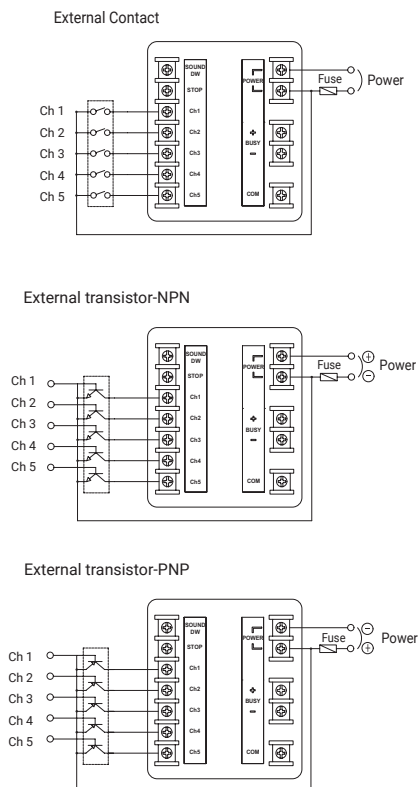 External Contact
SOUND
DW
STOP
Ch1
Ch2
Ch3
Ch4
Ch5
POWER
+
BUSY
−
COM
Fuse
Power
Ch 1
Ch 2
Ch 3
Ch 4
Ch 5
External transistor-NPN
SOUND
DW
STOP
Ch1
Ch2
Ch3
Ch4
Ch5
POWER
+
BUSY
−
COM
+
Fuse
−
Power
Ch 1
Ch 2
Ch 3
Ch 4
Ch 5
External transistor-PNP
SOUND
DW
STOP
Ch1
Ch2
Ch3
Ch4
Ch5
POWER
+
BUSY
−
COM
−
Fuse
+
Power
Ch 1
Ch 2
Ch 3
Ch 4
Ch 5